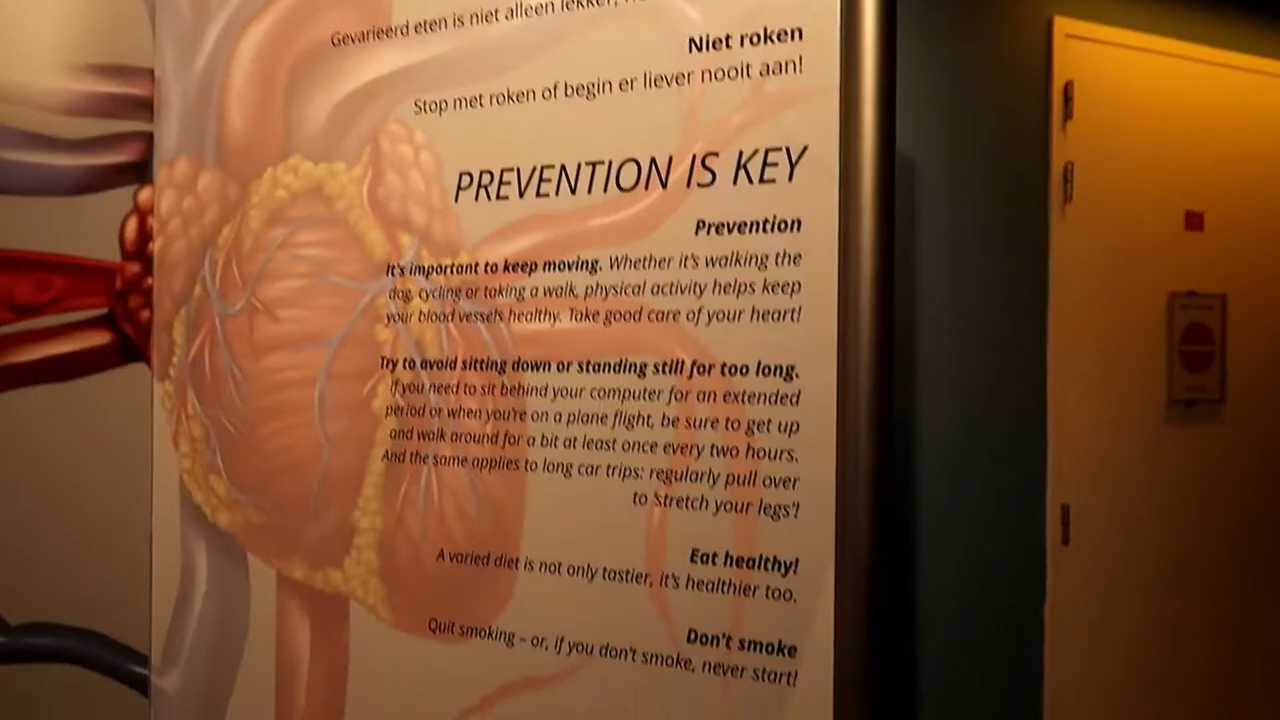 Gevarieerd eten is niet alleen lekker,
Niet roken
Stop met roken of begin er liever nooit aan!
PREVENTION IS KEY
Prevention
It's important to keep moving. Whether it's walking the
dog, cycling or taking a walk, physical activity helps keep
your blood vessels healthy. Take good care of your heart!
Try to avoid sitting down or standing still for too long.
If you need to sit behind your computer for an extended
period or when you're on a plane flight, be sure to get up
and walk around for a bit at least once every two hours.
And the same applies to long car trips: regularly pull over
to 'stretch your legs'!
Eat healthy!
A varied diet is not only tastier, it's healthier too.
Don't smoke
Quit smoking – or, if you don't smoke, never start!